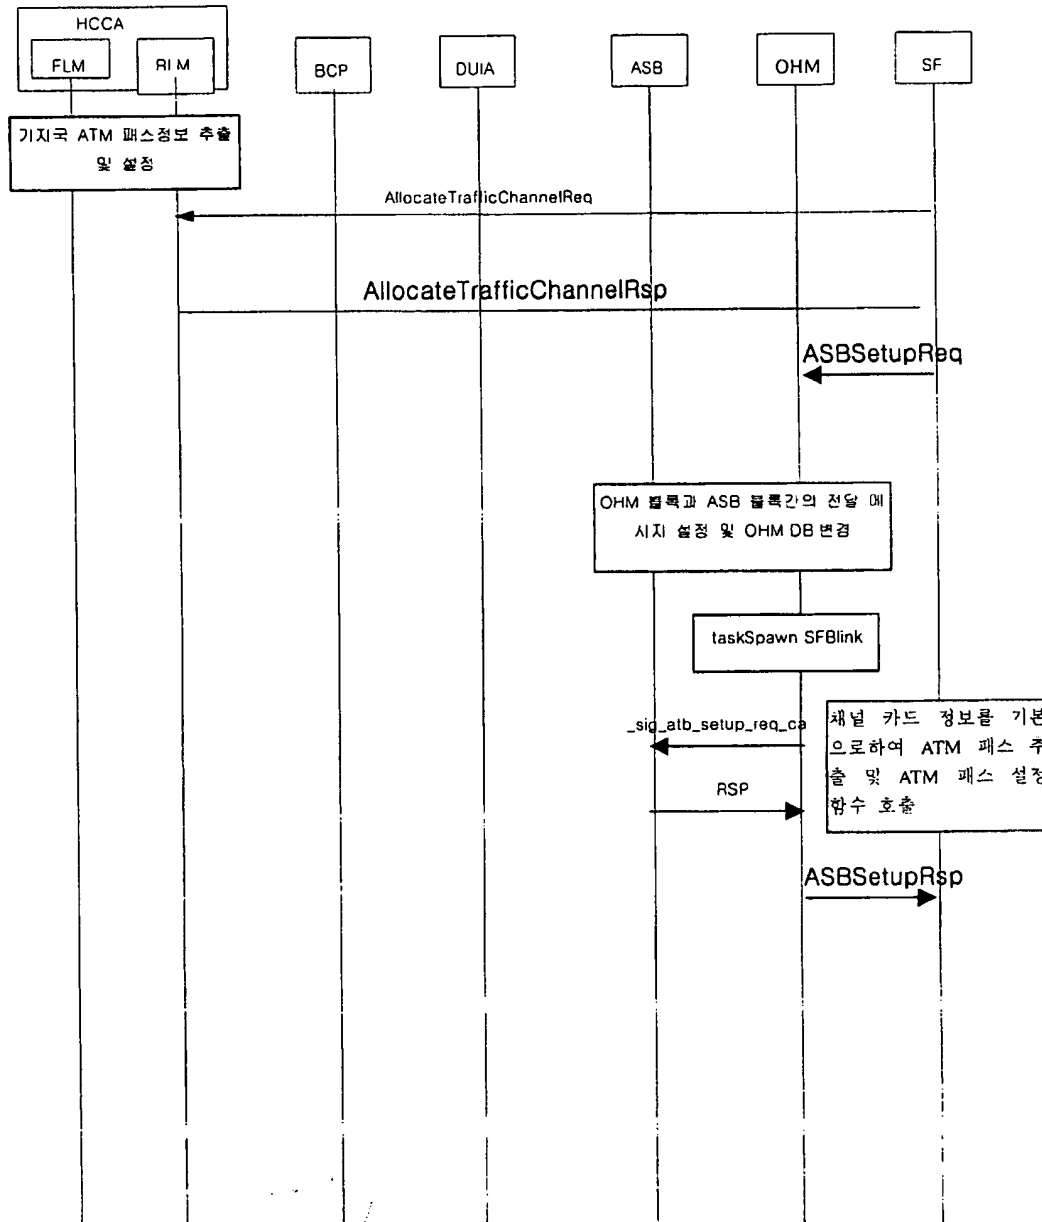 HCCA
FLM
RLM
BCP
DUIA
ASB
OHM
SF
기지국 ATM 패스정보 추출
및 설정
AllocateTrafficChannelReq
AllocateTrafficChannelRsp
ASBSetupReq
OHM 블록과 ASB 블록간의 전달 메
시지 설정 및 OHM DB 변경
taskSpawn SFBlink
_sig_atb_setup_req_ca
RSP
채널 카드 정보를 기본
으로하여 ATM 패스 추
출 및 ATM 패스 설정
함수 호출
ASBSetupRsp